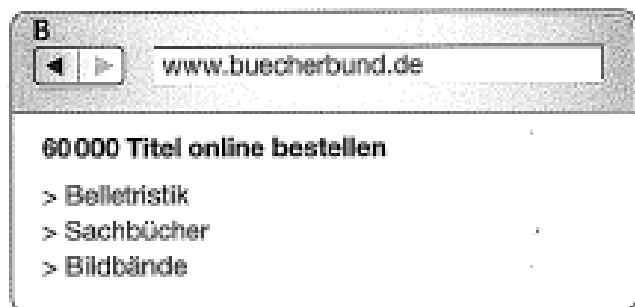 B
www.buecherbund.de
60000 Titel online bestellen
> Belletristik
> Sachbücher
> Bildbände